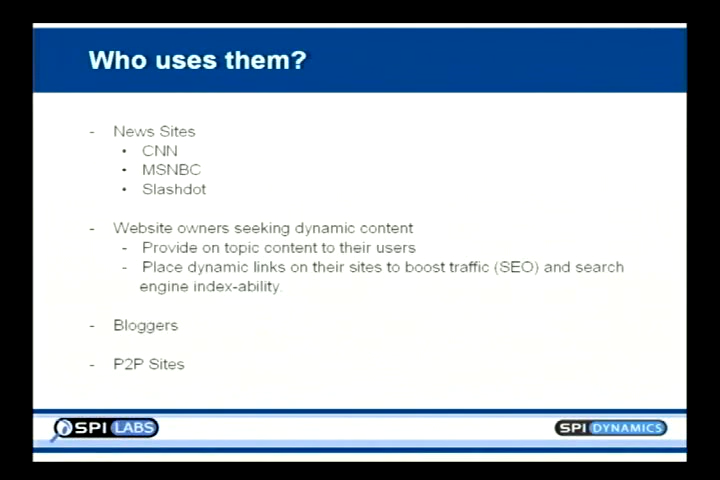 Who uses them?
- News Sites
• CNN
• MSNBC
• Slashdot
- Website owners seeking dynamic content
- Provide on topic content to their users
- Place dynamic links on their sites to boost traffic (SEO) and search
engine index-ability.
- Bloggers
- P2P Sites
SPI LABS
SPI DYNAMICS